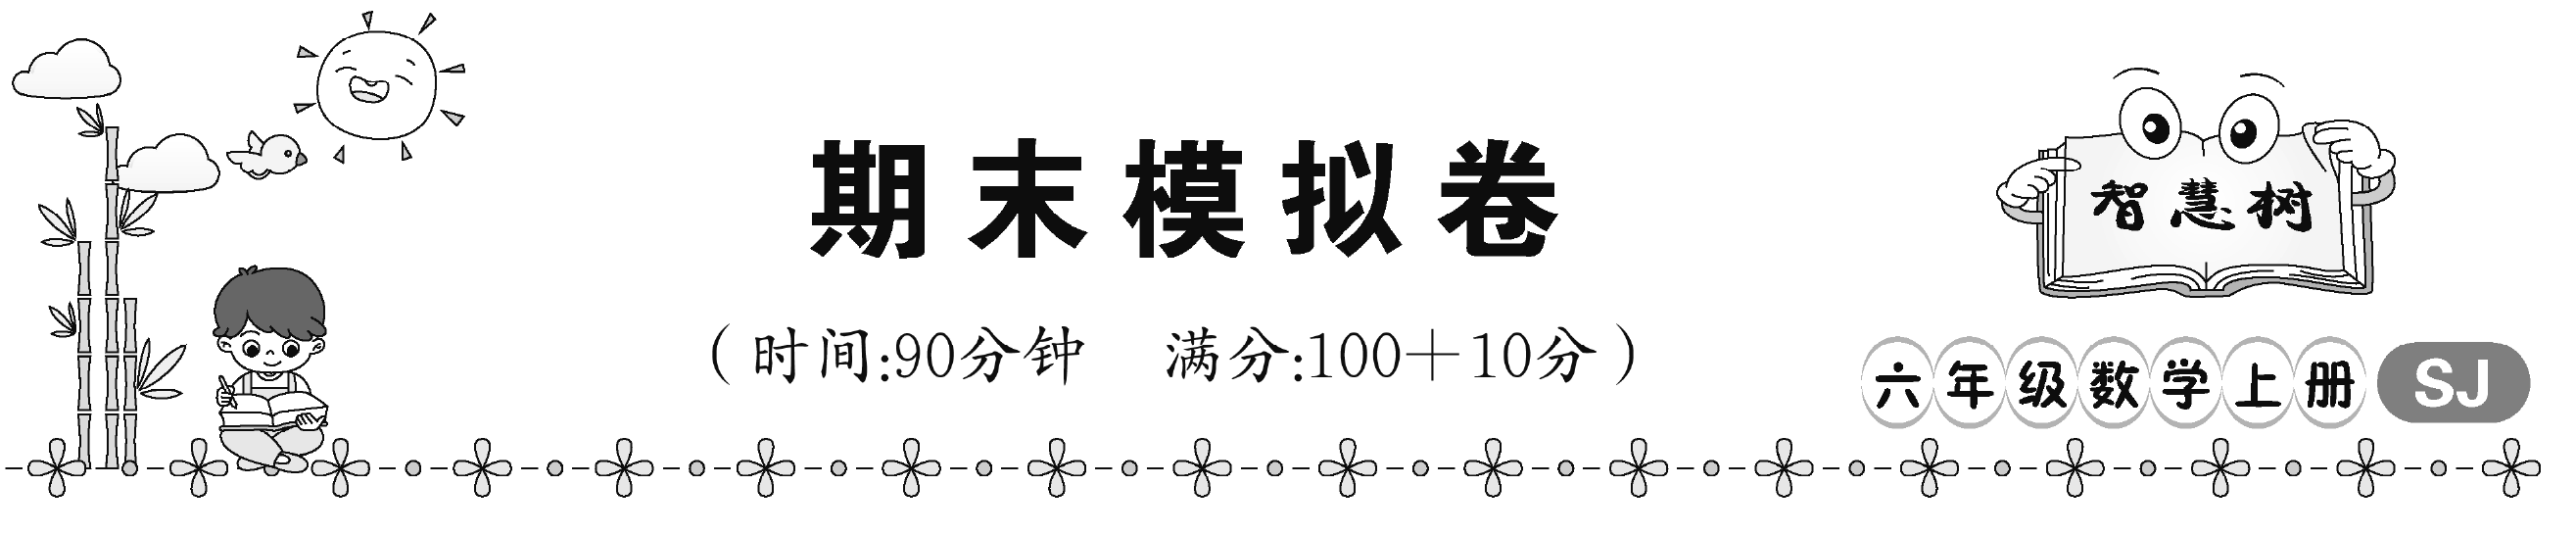 期末模拟卷
（时间:90分钟　满分:100+10分）
智慧树
六年级数学上册 SJ